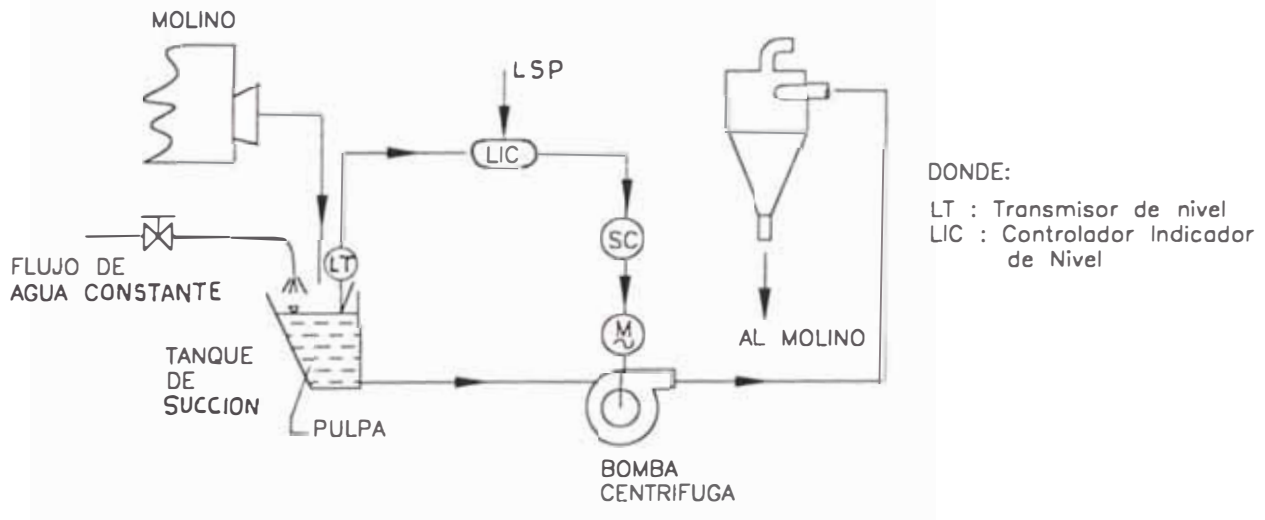 MOLINO
LSP
LIC
LT
SC
M
FLUJO DE
AGUA CONSTANTE
TANQUE
DE
SUCCION
PULPA
BOMBA
CENTRIFUGA
AL MOLINO
DONDE:
LT : Transmisor de nivel
LIC : Controlador Indicador
de Nivel